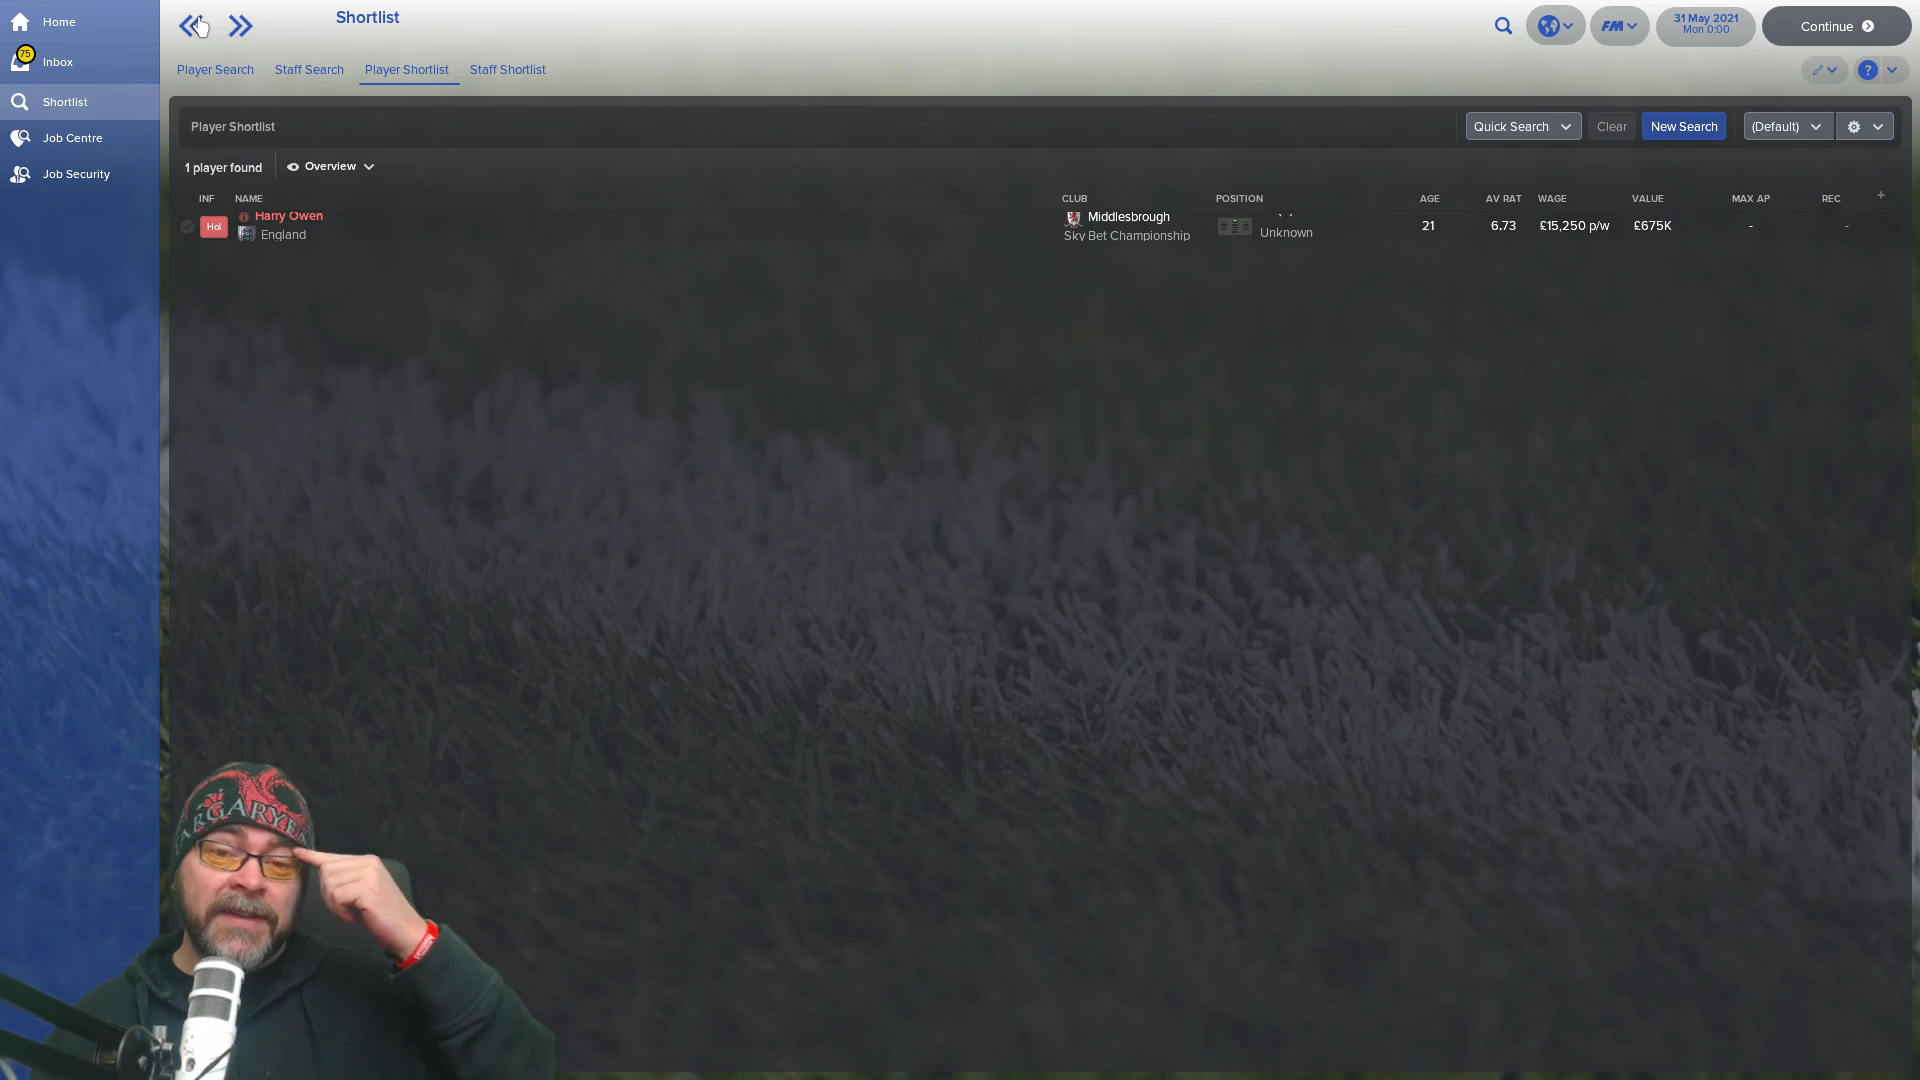 Home
75
Inbox
Shortlist
Job Centre
Job Security
Shortlist
FM
31 May 2021
Mon 0:00
Continue
Player Search
Staff Search
Player Shortlist
Staff Shortlist
?
Player Shortlist
Quick Search
Clear
New Search
(Default)
1 player found
Overview
INF NAME CLUB POSITION AGE AV RAT WAGE VALUE MAX AP REC
Hol Harry Owen Middlesbrough 21 6.73 £15,250 p/w £675K - -
England Sky Bet Championship Unknown